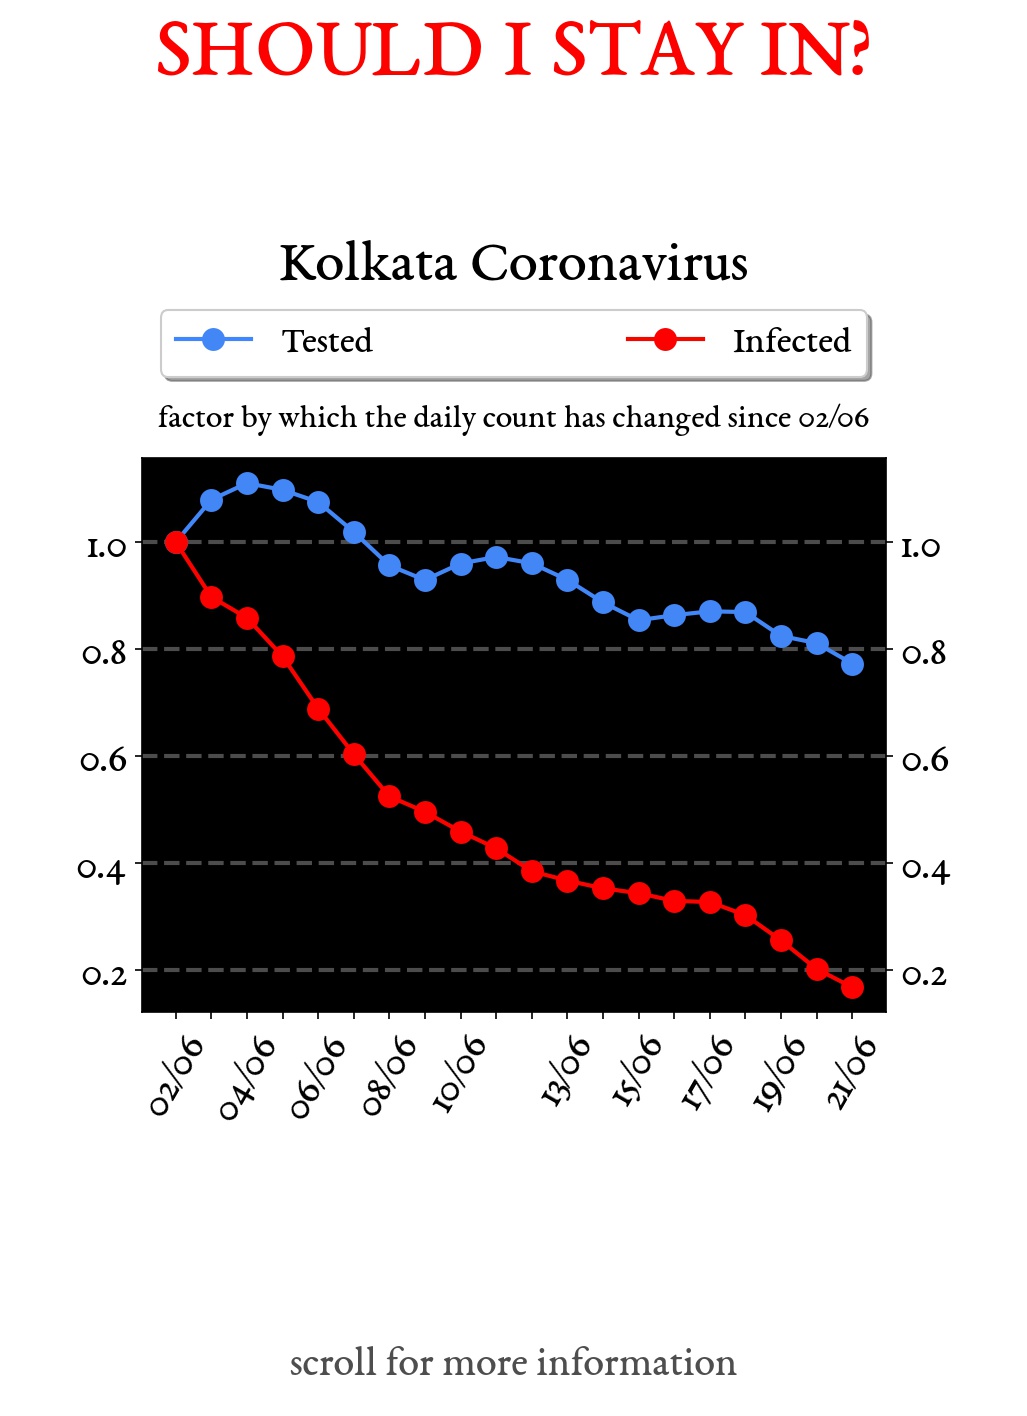 SHOULD I STAY IN?
Kolkata Coronavirus
Tested Infected
factor by which the daily count has changed since 02/06
1.0 1.0
0.8 0.8
0.6 0.6
0.4 0.4
0.2 0.2
02/06 04/06 06/06 08/06 10/06 13/06 15/06 17/06 19/06 21/06
scroll for more information